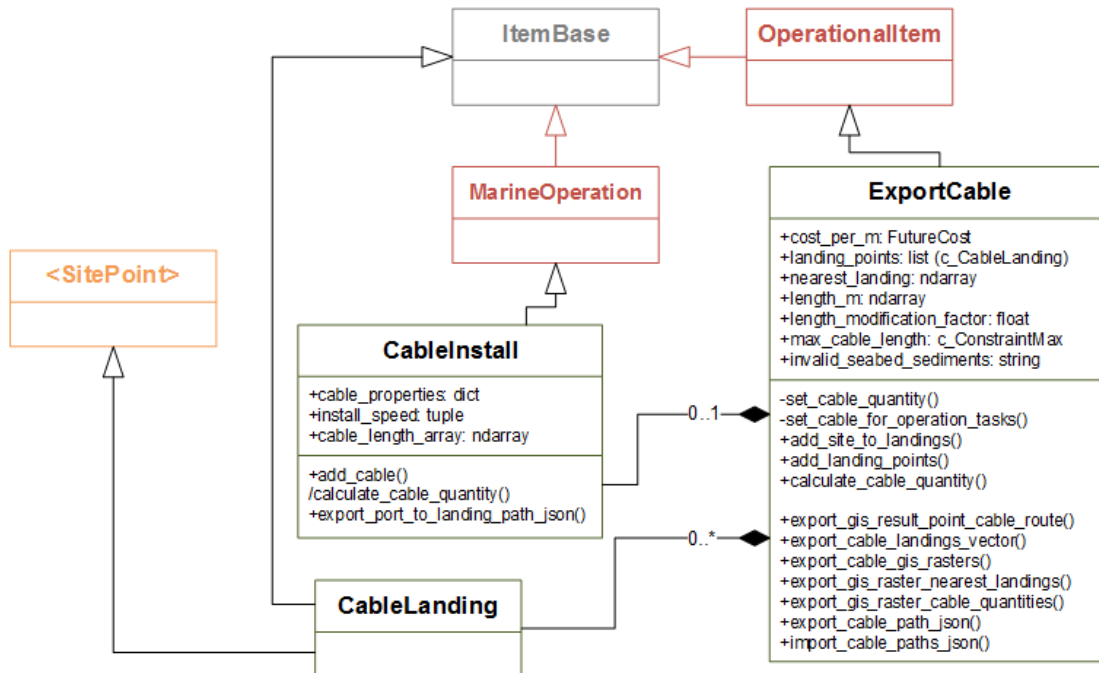 ItemBase
OperationalItem
MarineOperation
<SitePoint>
ExportCable
+cost_per_m: FutureCost
+landing_points: list (c_CableLanding)
+nearest_landing: ndarray
+length_m: ndarray
+length_modification_factor: float
+max_cable_length: c_ConstraintMax
+invalid_seabed_sediments: string
-set_cable_quantity()
-set_cable_for_operation_tasks()
+add_site_to_landings()
+add_landing_points()
+calculate_cable_quantity()
+export_gis_result_point_cable_route()
+export_cable_landings_vector()
+export_cable_gis_rasters()
+export_gis_raster_nearest_landings()
+export_gis_raster_cable_quantities()
+export_cable_path_json()
+import_cable_paths_json()
CableInstall
+cable_properties: dict
+install_speed: tuple
+cable_length_array: ndarray
+add_cable()
/calculate_cable_quantity()
+export_port_to_landing_path_json()
0..1
0..*
CableLanding